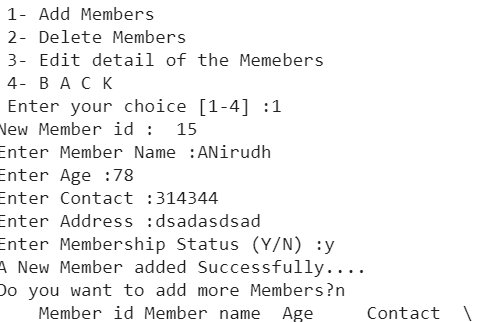 1- Add Members
2- Delete Members
3- Edit detail of the Memebers
4- B A C K
Enter your choice [1-4] :1
New Member id :  15
Enter Member Name :ANirudh
Enter Age :78
Enter Contact :314344
Enter Address :dsadasdsad
Enter Membership Status (Y/N) :y
A New Member added Successfully....
Do you want to add more Members?n
Member id Member name  Age     Contact  \